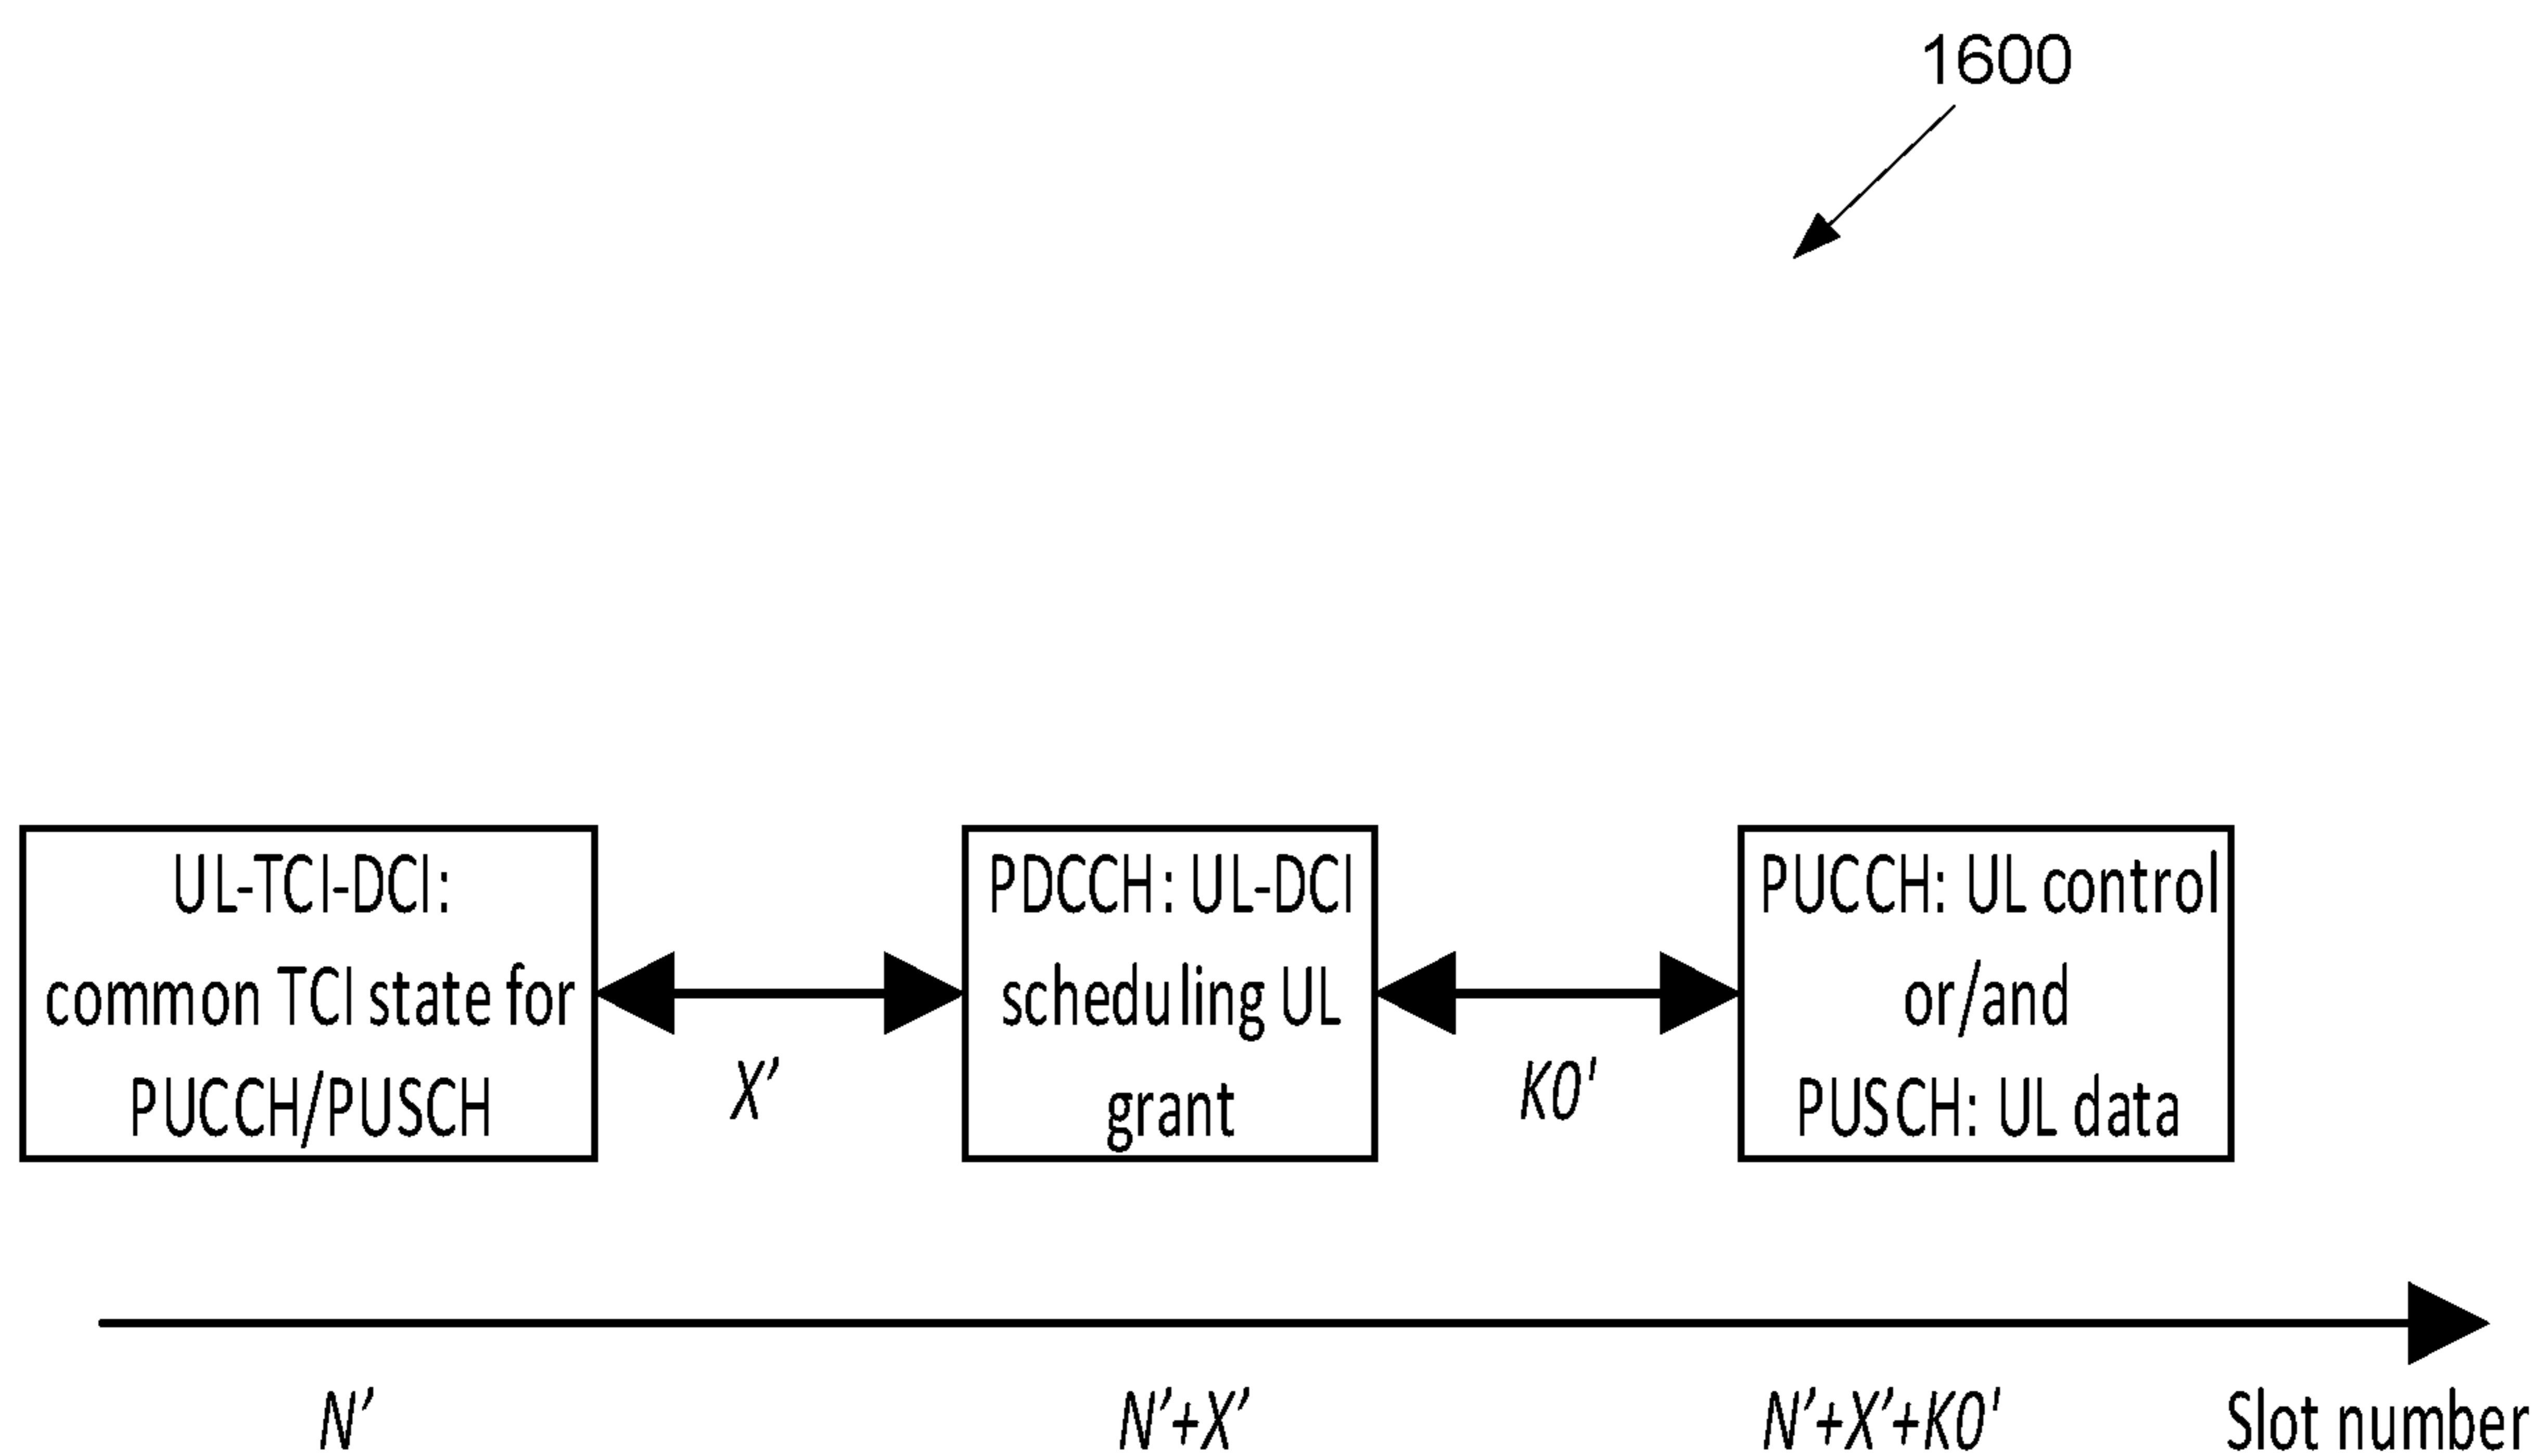 1600
UL-TCI-DCI:
common TCI state for
PUCCH/PUSCH
X’
PDCCH: UL-DCI
scheduling UL
grant
K0'
PUCCH: UL control
or/and
PUSCH: UL data
N’
N’+X’
N’+X’+K0'
Slot number